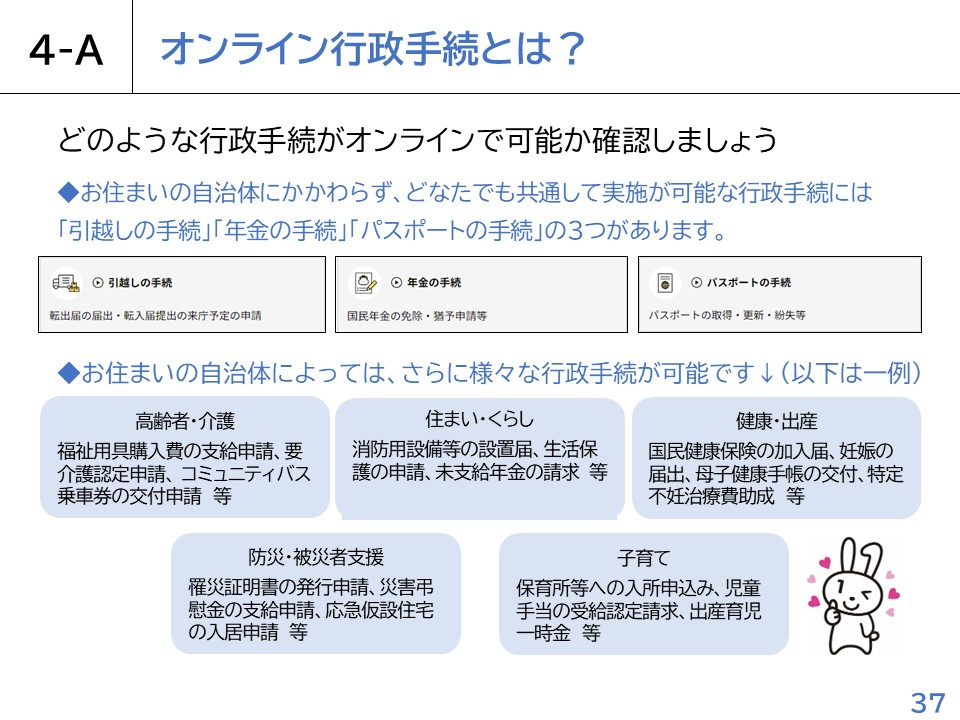 4-A
オンライン行政手続とは？
どのような行政手続がオンラインで可能か確認しましょう
◆お住まいの自治体にかかわらず、どなたでも共通して実施が可能な行政手続には
「引越しの手続」「年金の手続」「パスポートの手続」の３つがあります。
引越しの手続
転出届の届出・転入届提出の来庁予定の申請
年金の手続
国民年金の免除・猶予申請等
パスポートの手続
パスポートの取得・更新・紛失等
◆お住まいの自治体によっては、さらに様々な行政手続が可能です↓（以下は一例）
高齢者・介護
福祉用具購入費の支給申請、要
介護認定申請、コミュニティバス
乗車券の交付申請　等
住まい・くらし
消防用設備等の設置届、生活保
護の申請、未支給年金の請求　等
健康・出産
国民健康保険の加入届、妊娠の
届出、母子健康手帳の交付、特定
不妊治療費助成　等
防災・被災者支援
罹災証明書の発行申請、災害弔
慰金の支給申請、応急仮設住宅
の入居申請　等
子育て
保育所等への入所申込み、児童
手当の受給認定請求、出産育児
一時金　等
37